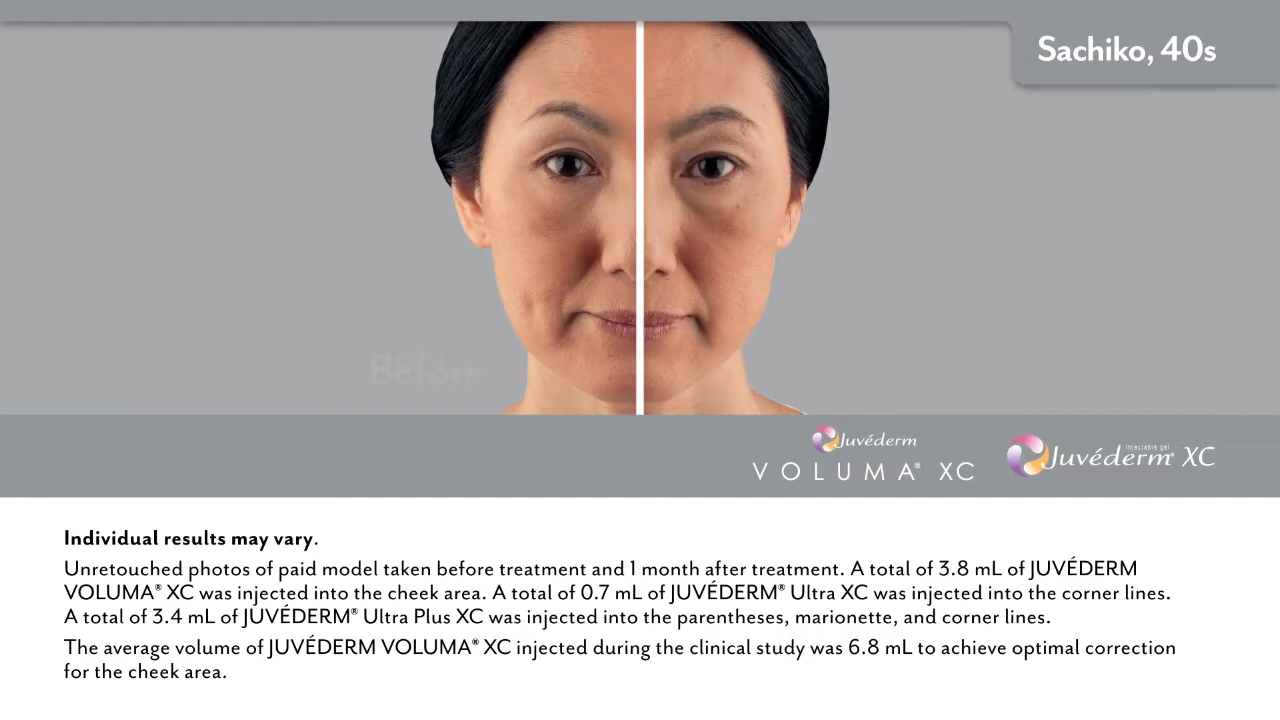 Sachiko, 40s
Before
Juvéderm
VOLUMA® XC
injectable gel
Juvéderm® XC
Individual results may vary.
Unretouched photos of paid model taken before treatment and 1 month after treatment. A total of 3.8 mL of JUVÉDERM
VOLUMA® XC was injected into the cheek area. A total of 0.7 mL of JUVÉDERM® Ultra XC was injected into the corner lines.
A total of 3.4 mL of JUVÉDERM® Ultra Plus XC was injected into the parentheses, marionette, and corner lines.
The average volume of JUVÉDERM VOLUMA® XC injected during the clinical study was 6.8 mL to achieve optimal correction
for the cheek area.